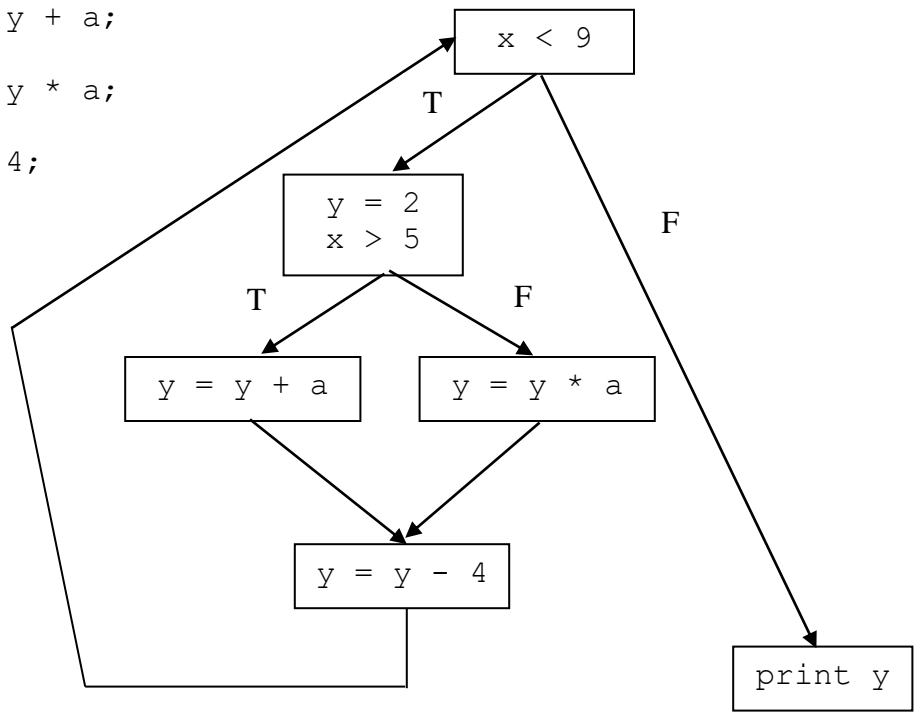 y + a;
y * a;
4;
x < 9
T
F
y = 2
x > 5
T
F
y = y + a
y = y * a
y = y - 4
print y